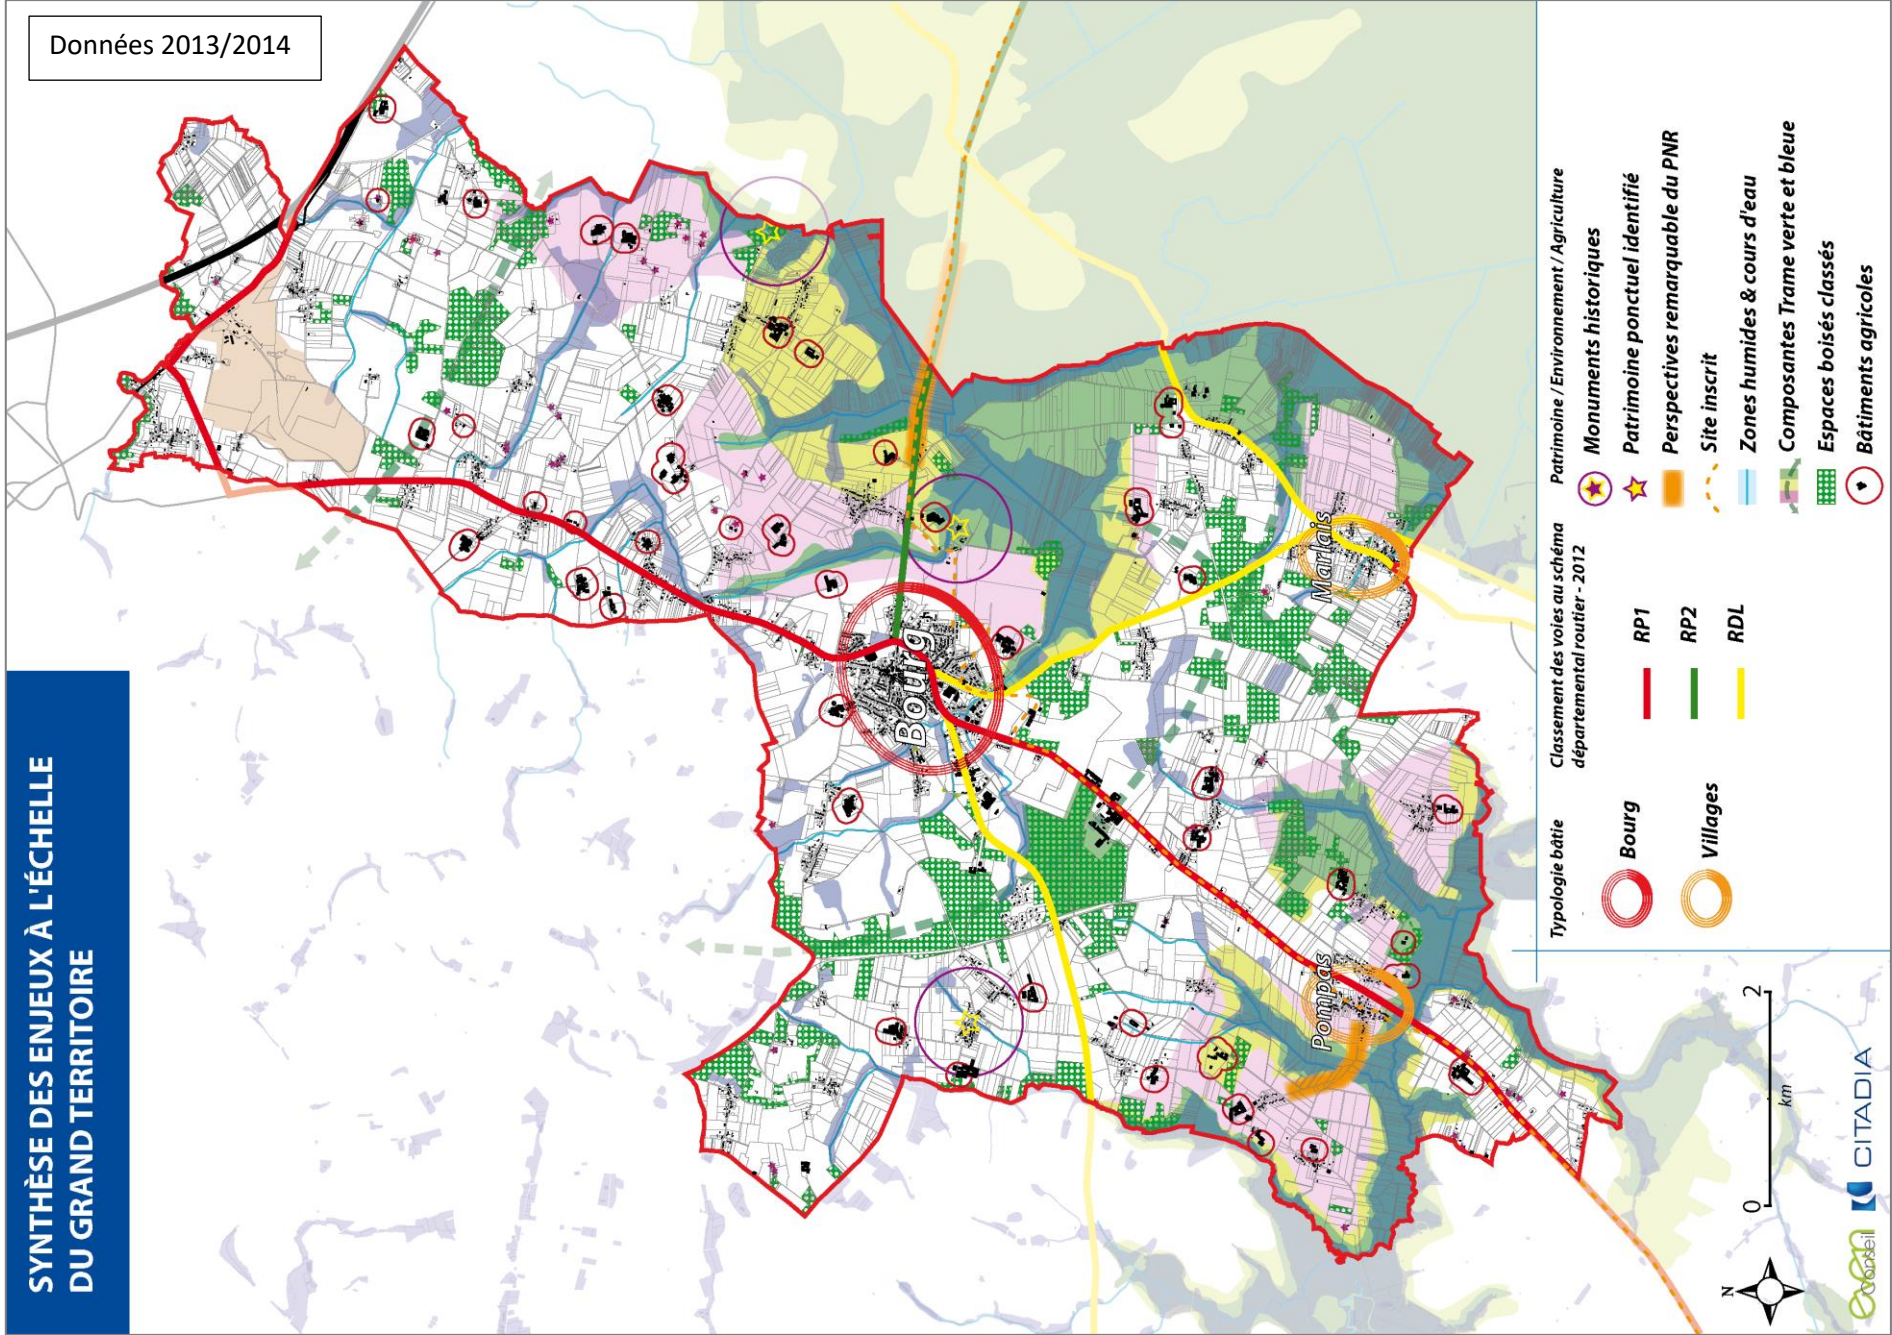 Données 2013/2014
SYNTHÈSE DES ENJEUX À L'ÉCHELLE
DU GRAND TERRITOIRE
Bourg
Marlais
Pompas
Typologie bâtie
Bourg
Villages
Classement des voies au schéma
départemental routier - 2012
RP1
RP2
RDL
Patrimoine / Environnement / Agriculture
Monuments historiques
Patrimoine ponctuel identifié
Perspectives remarquable du PNR
Site inscrit
Zones humides & cours d'eau
Composantes Trame verte et bleue
Espaces boisés classés
Bâtiments agricoles
N
0
2
km
even
Conseil
CITADIA